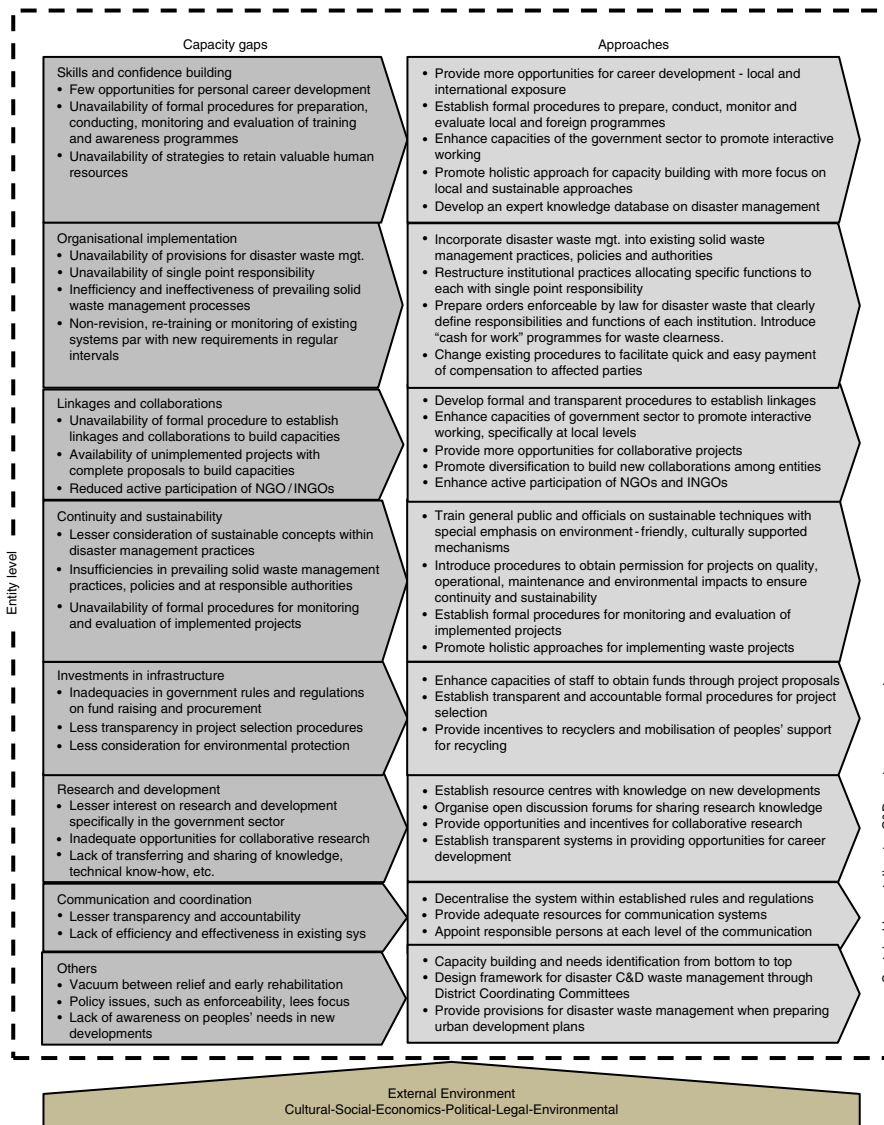 Capacity gaps
Approaches
Entity level
Skills and confidence building
• Few opportunities for personal career development
• Unavailability of formal procedures for preparation,
conducting, monitoring and evaluation of training
and awareness programmes
• Unavailability of strategies to retain valuable human
resources
• Provide more opportunities for career development - local and
international exposure
• Establish formal procedures to prepare, conduct, monitor and
evaluate local and foreign programmes
• Enhance capacities of the government sector to promote interactive
working
• Promote holistic approach for capacity building with more focus on
local and sustainable approaches
• Develop an expert knowledge database on disaster management
Organisational implementation
• Unavailability of provisions for disaster waste mgt.
• Unavailability of single point responsibility
• Inefficiency and ineffectiveness of prevailing solid
waste management processes
• Non-revision, re-training or monitoring of existing
systems par with new requirements in regular
intervals
• Incorporate disaster waste mgt. into existing solid waste
management practices, policies and authorities
• Restructure institutional practices allocating specific functions to
each with single point responsibility
• Prepare orders enforceable by law for disaster waste that clearly
define responsibilities and functions of each institution. Introduce
“cash for work” programmes for waste clearness.
• Change existing procedures to facilitate quick and easy payment
of compensation to affected parties
Linkages and collaborations
• Unavailability of formal procedure to establish
linkages and collaborations to build capacities
• Availability of unimplemented projects with
complete proposals to build capacities
• Reduced active participation of NGO/INGOs
• Develop formal and transparent procedures to establish linkages
• Enhance capacities of government sector to promote interactive
working, specifically at local levels
• Provide more opportunities for collaborative projects
• Promote diversification to build new collaborations among entities
• Enhance active participation of NGOs and INGOs
Continuity and sustainability
• Lesser consideration of sustainable concepts within
disaster management practices
• Insufficiencies in prevailing solid waste management
practices, policies and at responsible authorities
• Unavailability of formal procedures for monitoring
and evaluation of implemented projects
• Train general public and officials on sustainable techniques with
special emphasis on environment-friendly, culturally supported
mechanisms
• Introduce procedures to obtain permission for projects on quality,
operational, maintenance and environmental impacts to ensure
continuity and sustainability
• Establish formal procedures for monitoring and evaluation of
implemented projects
• Promote holistic approaches for implementing waste projects
Investments in infrastructure
• Inadequacies in government rules and regulations
on fund raising and procurement
• Less transparency in project selection procedures
• Less consideration for environmental protection
• Enhance capacities of staff to obtain funds through project proposals
• Establish transparent and accountable formal procedures for project
selection
• Provide incentives to recyclers and mobilisation of peoples’ support
for recycling
Research and development
• Lesser interest on research and development
specifically in the government sector
• Inadequate opportunities for collaborative research
• Lack of transferring and sharing of knowledge,
technical know-how, etc.
• Establish resource centres with knowledge on new developments
• Organise open discussion forums for sharing research knowledge
• Provide opportunities and incentives for collaborative research
• Establish transparent systems in providing opportunities for career
development
Communication and coordination
• Lesser transparency and accountability
• Lack of efficiency and effectiveness in existing sys
• Decentralise the system within established rules and regulations
• Provide adequate resources for communication systems
• Appoint responsible persons at each level of the communication
Others
• Vacuum between relief and early rehabilitation
• Policy issues, such as enforceability, lees focus
• Lack of awareness on peoples’ needs in new
developments
• Capacity building and needs identification from bottom to top
• Design framework for disaster C&D waste management through
District Coordinating Committees
• Provide provisions for disaster waste management when preparing
urban development plans
External Environment
Cultural-Social-Economics-Political-Legal-Environmental